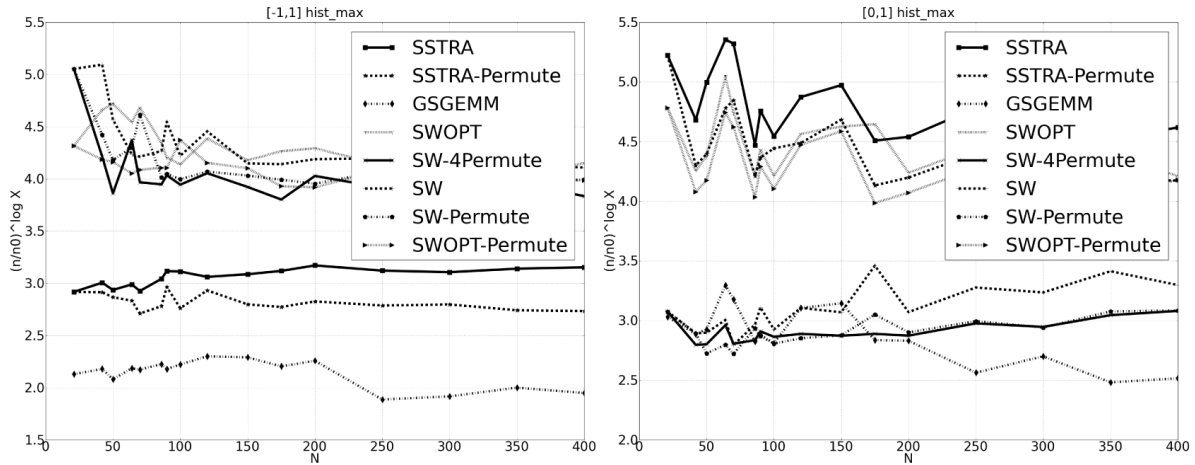 [-1,1] hist_max
5.5
5.0
4.5
4.0
3.5
3.0
2.5
2.0
1.5
(n/n0)^log X
0
50
100
150
200
250
300
350
400
N
SSTRA
SSTRA-Permute
GSGEMM
SWOPT
SW-4Permute
SW
SW-Permute
SWOPT-Permute
[0,1] hist_max
5.5
5.0
4.5
4.0
3.5
3.0
2.5
2.0
(n/n0)^log X
0
50
100
150
200
250
300
350
400
N
SSTRA
SSTRA-Permute
GSGEMM
SWOPT
SW-4Permute
SW
SW-Permute
SWOPT-Permute